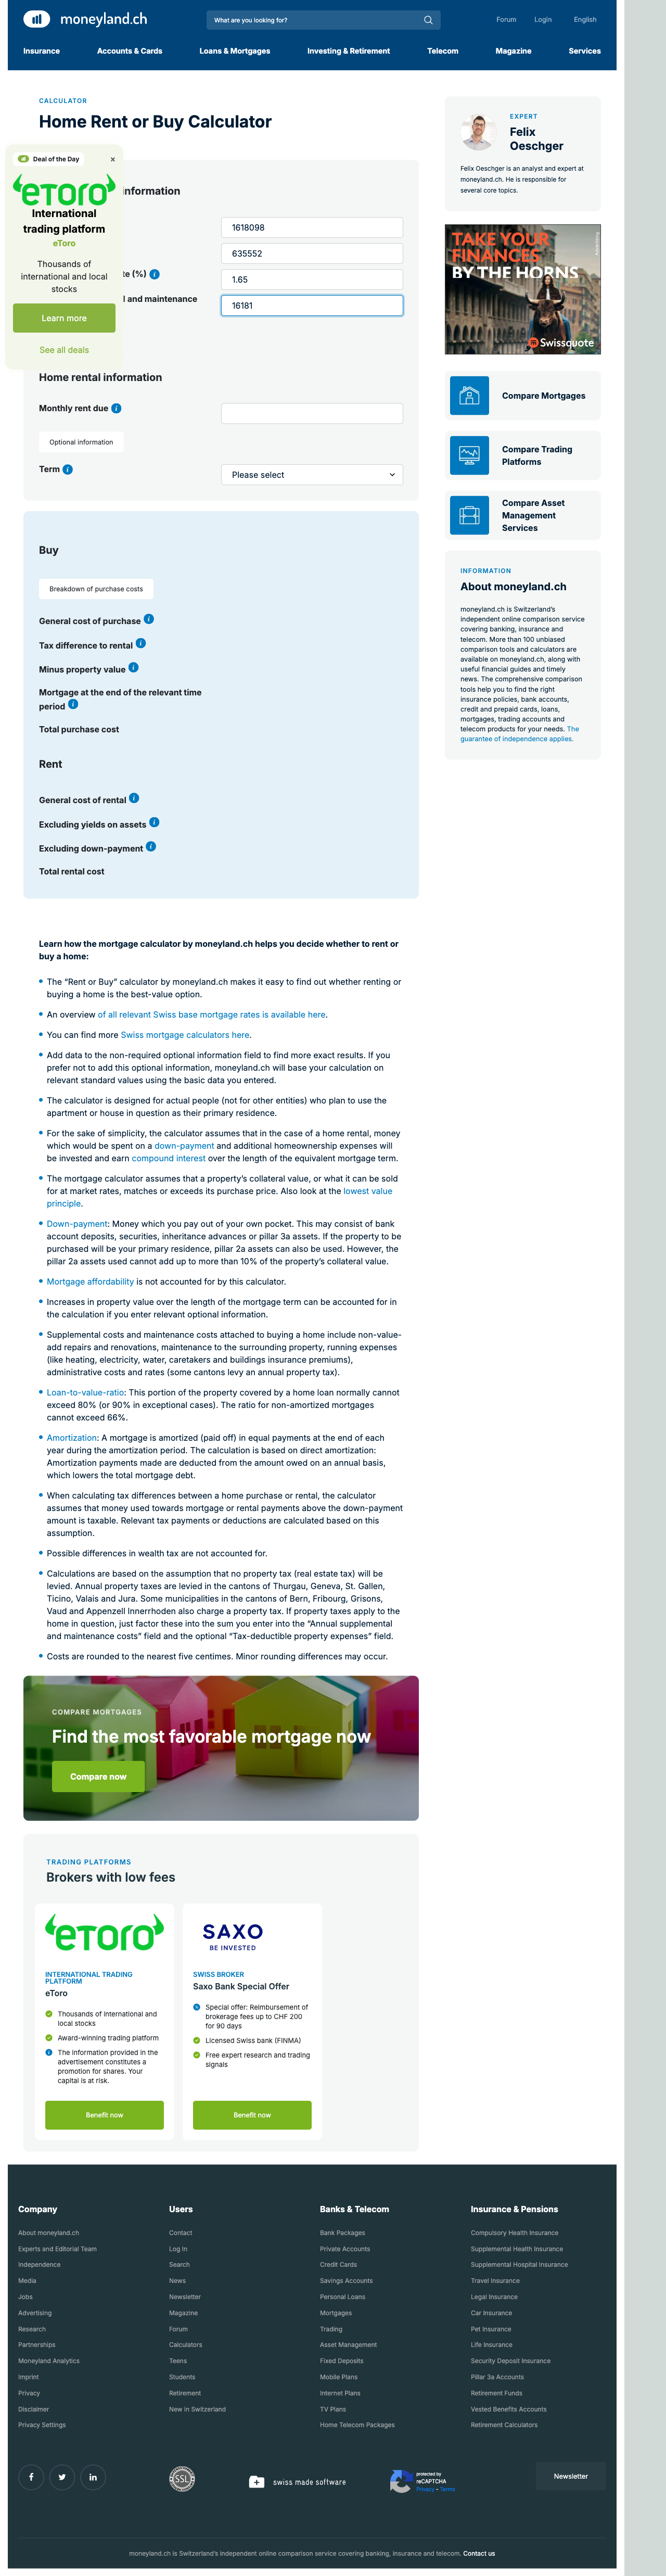 moneyland.ch
What are you looking for?
Forum
Login
English
Insurance
Accounts & Cards
Loans & Mortgages
Investing & Retirement
Telecom
Magazine
Services
CALCULATOR
Home Rent or Buy Calculator
Deal of the Day
×
eToro
International
trading platform
eToro
Thousands of
international and local
stocks
Learn more
See all deals
information
1618098
635552
te (%)
1.65
l and maintenance
16181
Home rental information
Monthly rent due
Optional information
Term
Please select
Buy
Breakdown of purchase costs
General cost of purchase
Tax difference to rental
Minus property value
Mortgage at the end of the relevant time
period
Total purchase cost
Rent
General cost of rental
Excluding yields on assets
Excluding down-payment
Total rental cost
EXPERT
Felix
Oeschger
Felix Oeschger is an analyst and expert at
moneyland.ch. He is responsible for
several core topics.
TAKE YOUR
FINANCES
BY THE HORNS
Swissquote
Compare Mortgages
Compare Trading
Platforms
Compare Asset
Management
Services
INFORMATION
About moneyland.ch
moneyland.ch is Switzerland's
independent online comparison service
covering banking, insurance and
telecom. More than 100 unbiased
comparison tools and calculators are
available on moneyland.ch, along with
useful financial guides and timely
news. The comprehensive comparison
tools help you to find the right
insurance policies, bank accounts,
credit and prepaid cards, loans,
mortgages, trading accounts and
telecom products for your needs. The
guarantee of independence applies.
Learn how the mortgage calculator by moneyland.ch helps you decide whether to rent or
buy a home:
The "Rent or Buy" calculator by moneyland.ch makes it easy to find out whether renting or
buying a home is the best-value option.
An overview of all relevant Swiss base mortgage rates is available here.
You can find more Swiss mortgage calculators here.
Add data to the non-required optional information field to find more exact results. If you
prefer not to add this optional information, moneyland.ch will base your calculation on
relevant standard values using the basic data you entered.
The calculator is designed for actual people (not for other entities) who plan to use the
apartment or house in question as their primary residence.
For the sake of simplicity, the calculator assumes that in the case of a home rental, money
which would be spent on a down-payment and additional homeownership expenses will
be invested and earn compound interest over the length of the equivalent mortgage term.
The mortgage calculator assumes that a property's collateral value, or what it can be sold
for at market rates, matches or exceeds its purchase price. Also look at the lowest value
principle.
Down-payment: Money which you pay out of your own pocket. This may consist of bank
account deposits, securities, inheritance advances or pillar 3a assets. If the property to be
purchased will be your primary residence, pillar 2a assets can also be used. However, the
pillar 2a assets used cannot add up to more than 10% of the property's collateral value.
Mortgage affordability is not accounted for by this calculator.
Increases in property value over the length of the mortgage term can be accounted for in
the calculation if you enter relevant optional information.
Supplemental costs and maintenance costs attached to buying a home include non-value-
add repairs and renovations, maintenance to the surrounding property, running expenses
(like heating, electricity, water, caretakers and buildings insurance premiums),
administrative costs and rates (some cantons levy an annual property tax).
Loan-to-value-ratio: This portion of the property covered by a home loan normally cannot
exceed 80% (or 90% in exceptional cases). The ratio for non-amortized mortgages
cannot exceed 66%.
Amortization: A mortgage is amortized (paid off) in equal payments at the end of each
year during the amortization period. The calculation is based on direct amortization:
Amortization payments made are deducted from the amount owed on an annual basis,
which lowers the total mortgage debt.
When calculating tax differences between a home purchase or rental, the calculator
assumes that money used towards mortgage or rental payments above the down-payment
amount is taxable. Relevant tax payments or deductions are calculated based on this
assumption.
Possible differences in wealth tax are not accounted for.
Calculations are based on the assumption that no property tax (real estate tax) will be
levied. Annual property taxes are levied in the cantons of Thurgau, Geneva, St. Gallen,
Ticino, Valais and Jura. Some municipalities in the cantons of Bern, Fribourg, Grisons,
Vaud and Appenzell Innerrhoden also charge a property tax. If property taxes apply to the
home in question, just factor these into the sum you enter into the "Annual supplemental
and maintenance costs" field and the optional "Tax-deductible property expenses" field.
Costs are rounded to the nearest five centimes. Minor rounding differences may occur.
COMPARE MORTGAGES
Find the most favorable mortgage now
Compare now
TRADING PLATFORMS
Brokers with low fees
eToro
INTERNATIONAL TRADING
PLATFORM
eToro
Thousands of international and
local stocks
Award-winning trading platform
The information provided in the
advertisement constitutes a
promotion for shares. Your
capital is at risk.
Benefit now
SAXO
BE INVESTED
SWISS BROKER
Saxo Bank Special Offer
Special offer: Reimbursement of
brokerage fees up to CHF 200
for 90 days
Licensed Swiss bank (FINMA)
Free expert research and trading
signals
Benefit now
Company
About moneyland.ch
Experts and Editorial Team
Independence
Media
Jobs
Advertising
Research
Partnerships
Moneyland Analytics
Imprint
Privacy
Disclaimer
Privacy Settings
Users
Contact
Log In
Search
News
Newsletter
Magazine
Forum
Calculators
Teens
Students
Retirement
New in Switzerland
Banks & Telecom
Bank Packages
Private Accounts
Credit Cards
Savings Accounts
Personal Loans
Mortgages
Trading
Asset Management
Fixed Deposits
Mobile Plans
Internet Plans
TV Plans
Home Telecom Packages
Insurance & Pensions
Compulsory Health Insurance
Supplemental Health Insurance
Supplemental Hospital Insurance
Travel Insurance
Legal Insurance
Car Insurance
Pet Insurance
Life Insurance
Security Deposit Insurance
Pillar 3a Accounts
Retirement Funds
Vested Benefits Accounts
Retirement Calculators
SSL
swiss made software
protected by
reCAPTCHA
Privacy - Terms
Newsletter
moneyland.ch is Switzerland's independent online comparison service covering banking, insurance and telecom. Contact us